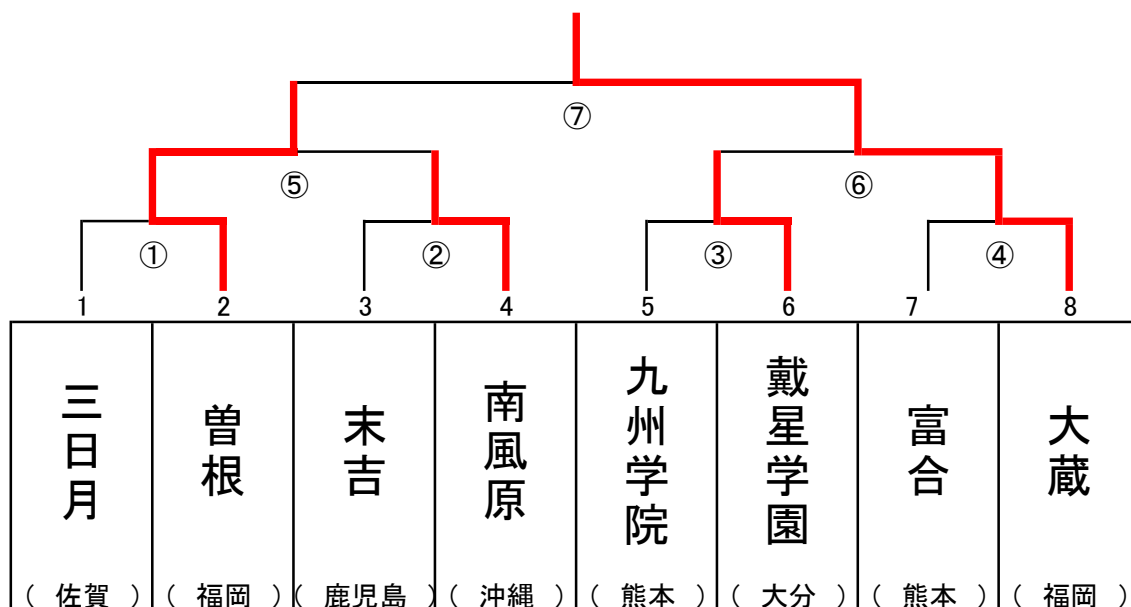 ⑦
⑤ ⑥
① ② ③ ④
1 2 3 4 5 6 7 8
三日月 曽根 末吉 南風原 九州学院 戴星学園 富合 大蔵
( 佐賀 ) ( 福岡 ) ( 鹿児島 ) ( 沖縄 ) ( 熊本 ) ( 大分 ) ( 熊本 ) ( 福岡 )